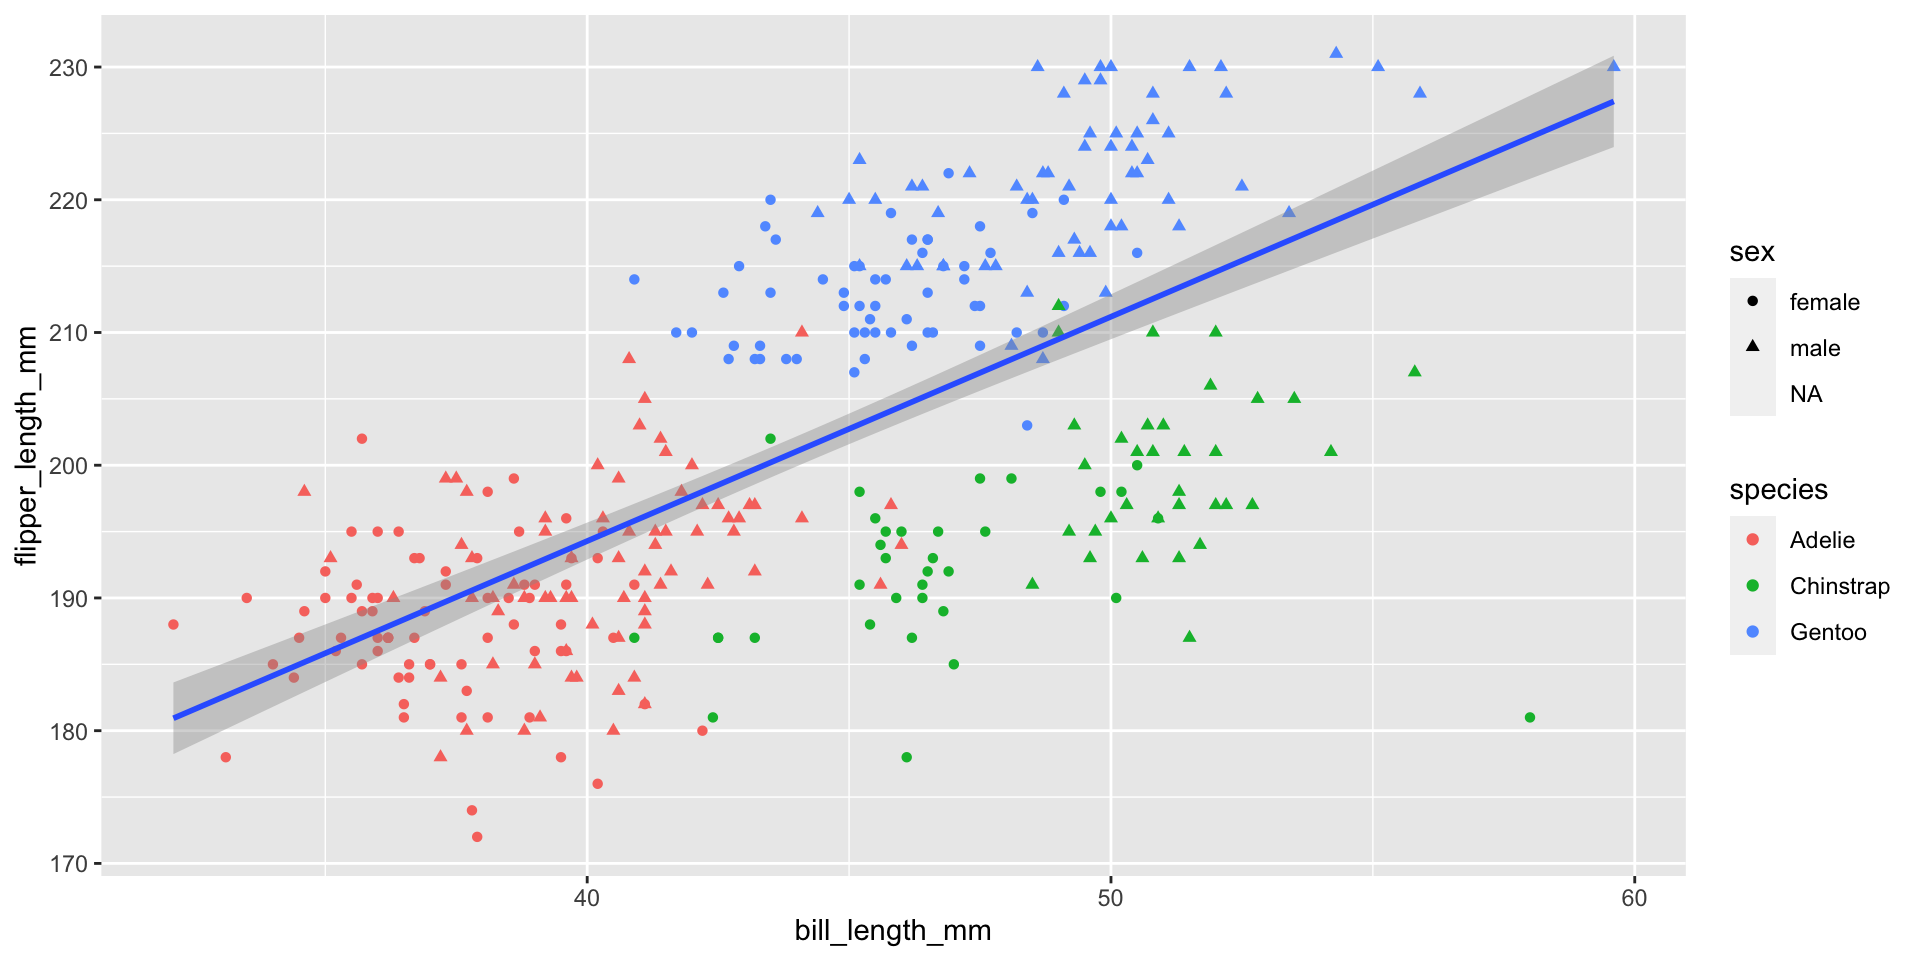 230
220
210
200
190
180
170
flipper_length_mm
40
50
60
bill_length_mm
sex
female
male
NA
species
Adelie
Chinstrap
Gentoo